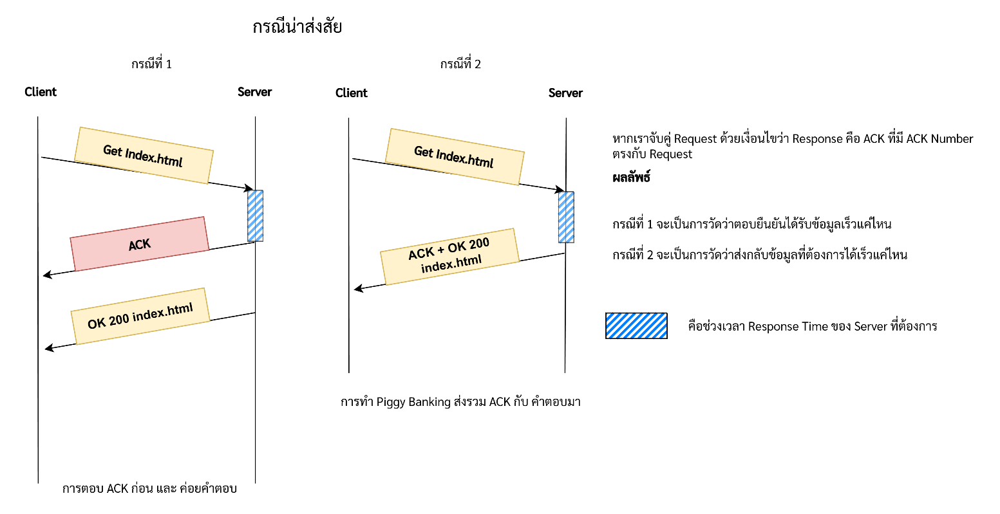 กรณีน่าส่งสัย
กรณีที่ 1
กรณีที่ 2
Client
Server
Client
Server
Get Index.html
ACK
OK 200 index.html
การตอบ ACK ก่อน และ ค่อยคำตอบ
Get Index.html
ACK + OK 200
index.html
การทำ Piggy Banking ส่งรวม ACK กับ คำตอบมา
หากเราจับคู่ Request ด้วยเงื่อนไขว่า Response คือ ACK ที่มี ACK Number
ตรงกับ Request
ผลลัพธ์
กรณีที่ 1 จะเป็นการวัดว่าตอบยืนยันได้รับข้อมูลเร็วแค่ไหน
กรณีที่ 2 จะเป็นการวัดว่าส่งกลับข้อมูลที่ต้องการได้เร็วแค่ไหน
คือช่วงเวลา Response Time ของ Server ที่ต้องการ